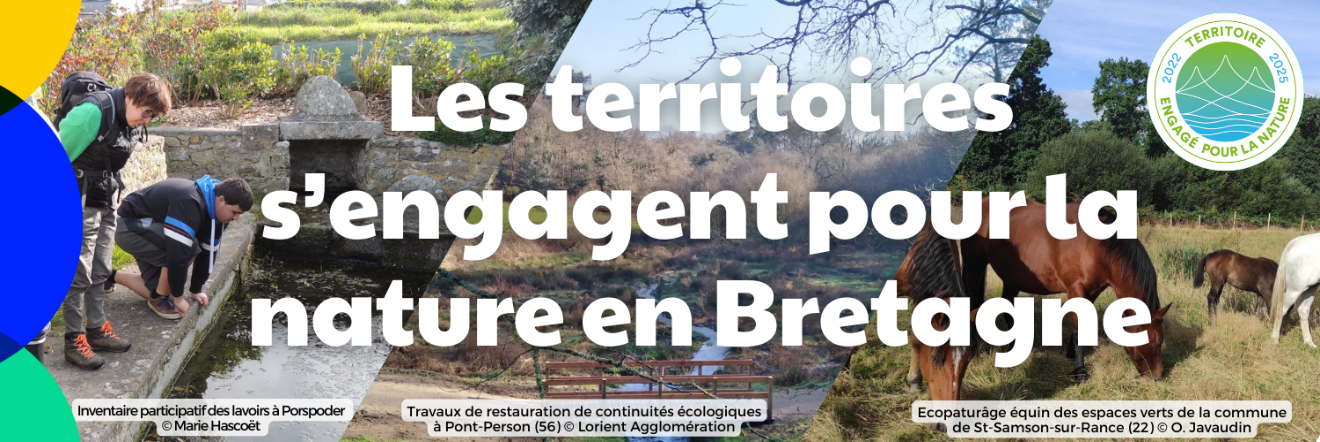 Les territoires
s'engagent pour la
nature en Bretagne
TERRITOIRE
2022 2025
ENGAGÉ POUR LA NATURE
Inventaire participatif des lavoirs à Porspoder
© Marie Hascoët
Travaux de restauration de continuités écologiques
à Pont-Person (56) © Lorient Agglomération
Ecopaturâge équin des espaces verts de la commune
de St-Samson-sur-Rance (22) © O. Javaudin